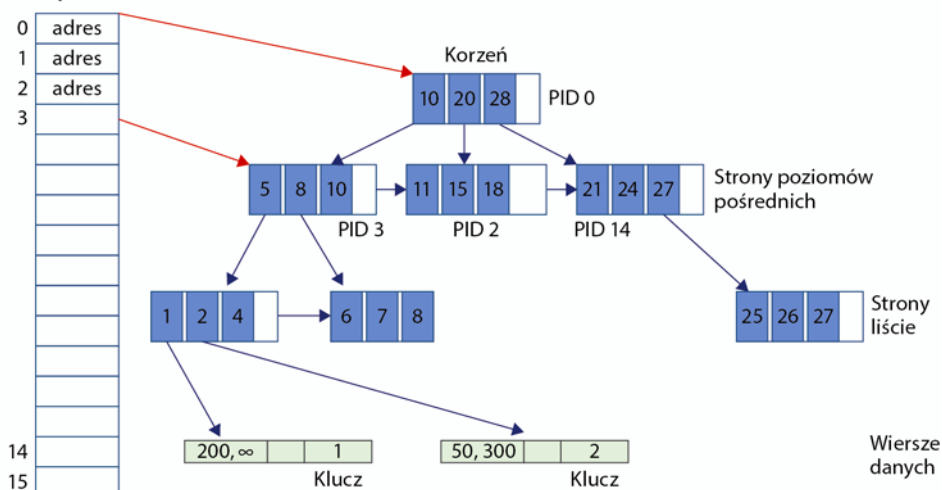 0 adres
1 adres
2 adres
3
14
15
Korzeń
10 20 28 PID 0
5 8 10
11 15 18
21 24 27
Strony poziomów
pośrednich
PID 3
PID 2
PID 14
1 2 4
6 7 8
25 26 27
Strony
liście
200, ∞ 1
50, 300 2
Klucz
Klucz
Wiersze
danych